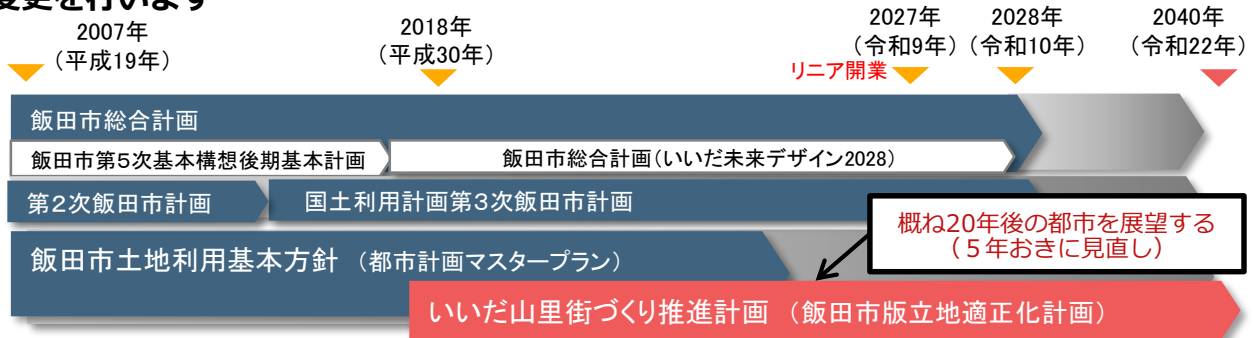 変更を行います
2007年
（平成19年）
2018年
（平成30年）
2027年
（令和9年）
2028年
（令和10年）
2040年
（令和22年）
リニア開業
飯田市総合計画
飯田市第5次基本構想後期基本計画
飯田市総合計画（いいだ未来デザイン2028）
第2次飯田市計画
国土利用計画第3次飯田市計画
概ね20年後の都市を展望する
（５年おきに見直し）
飯田市土地利用基本方針 （都市計画マスタープラン）
いいだ山里街づくり推進計画 （飯田市版立地適正化計画）